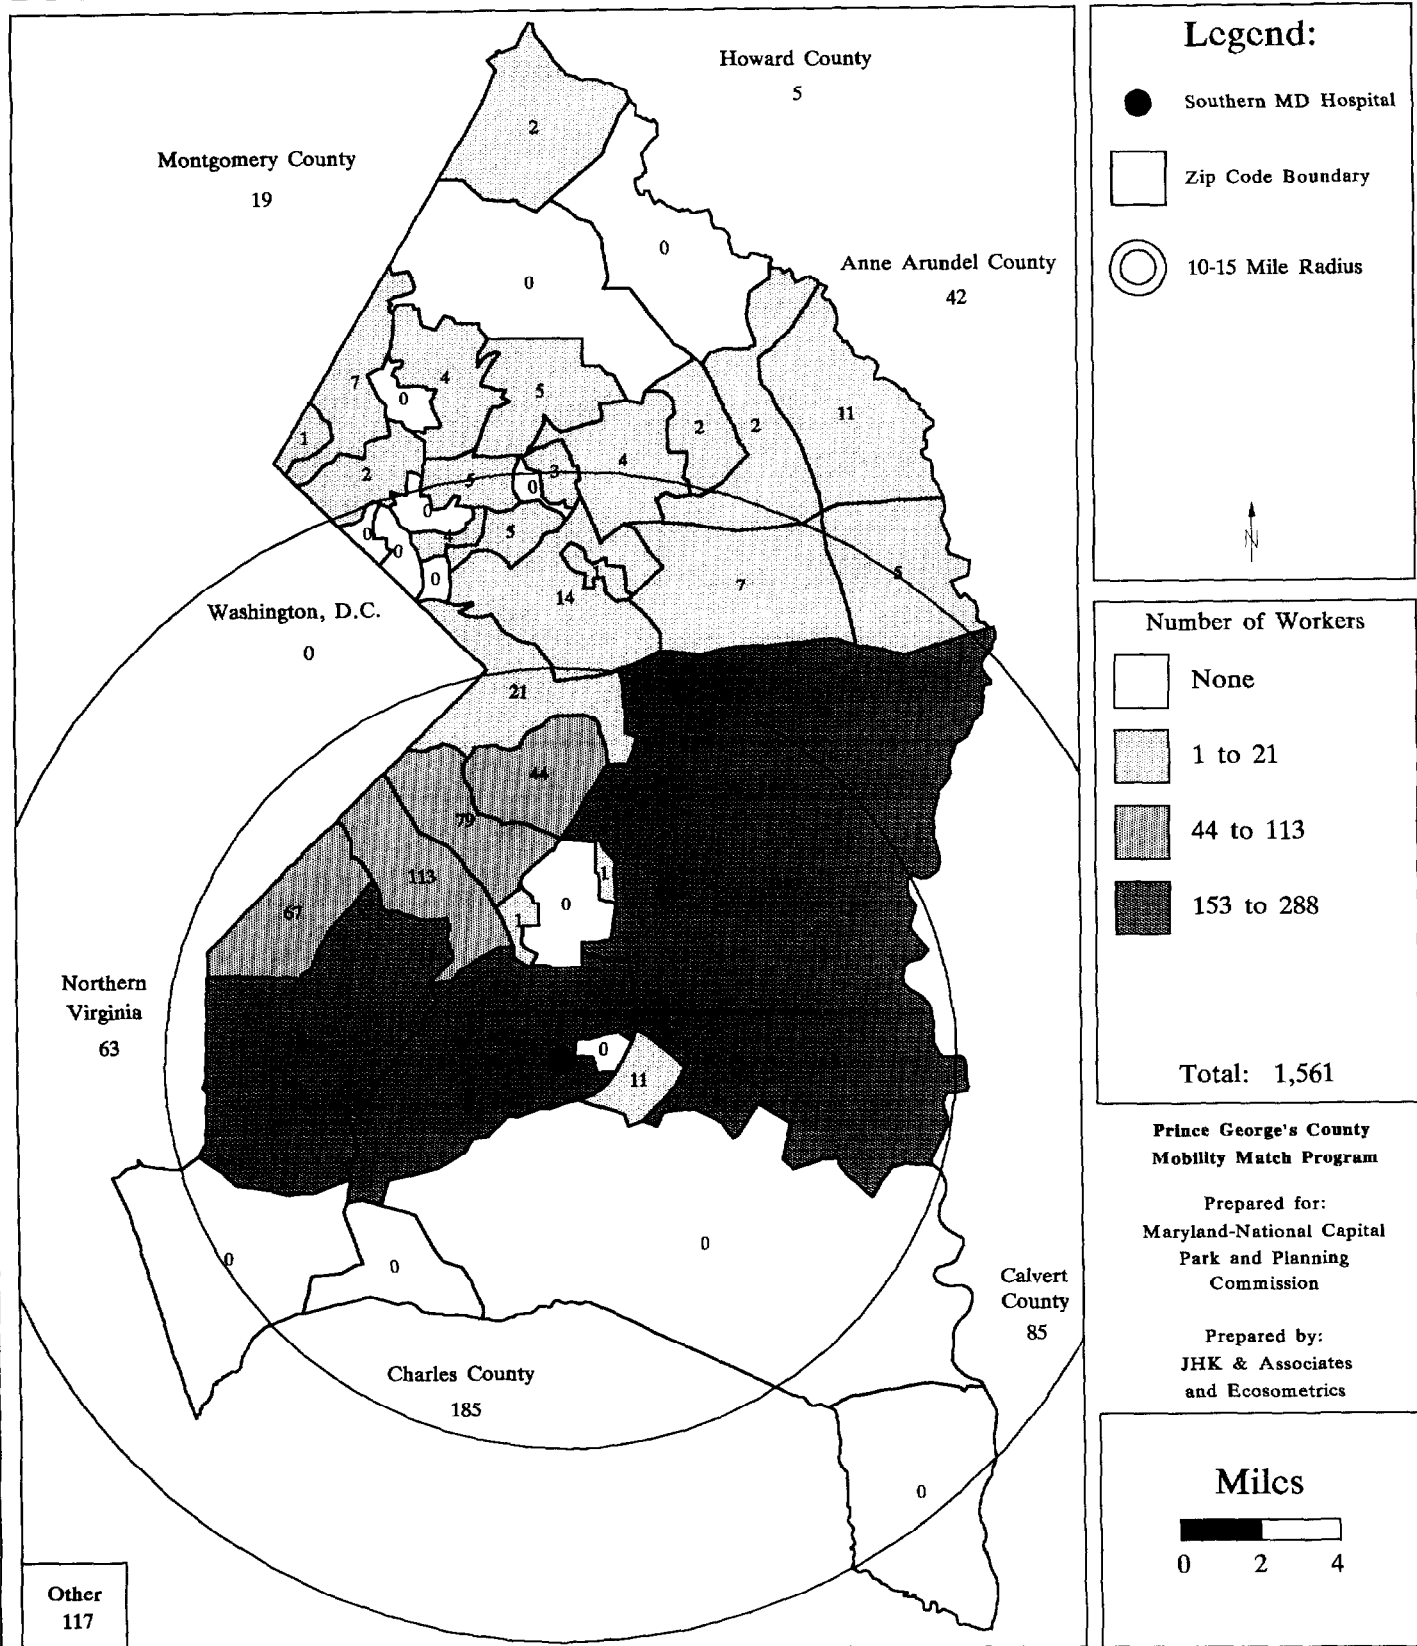 Howard County
5
Montgomery County
19
2
0
0
Anne Arundel County
42
7
4
0
5
1
2
2
11
2
4
3
5
0
0
0
0
4
5
0
5
7
1
14
Washington, D.C.
0
21
44
79
113
67
1
0
1
Northern
Virginia
63
0
11
0
0
0
Calvert
County
85
Charles County
185
0
Other
117
Legend:
Southern MD Hospital
Zip Code Boundary
10-15 Mile Radius
N
Number of Workers
None
1 to 21
44 to 113
153 to 288
Total: 1,561
Prince George's County
Mobility Match Program
Prepared for:
Maryland-National Capital
Park and Planning
Commission
Prepared by:
JHK & Associates
and Ecosometrics
Miles
0 2 4